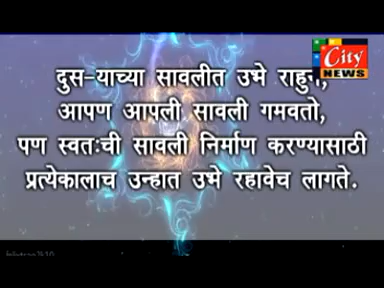 City
NEWS
दुस-याच्या सावलीत उभे राहुन,
आपण आपली सावली गमवतो,
पण स्वतःची सावली निर्माण करण्यासाठी
प्रत्येकालाच उन्हात उभे रहावेच लागते.